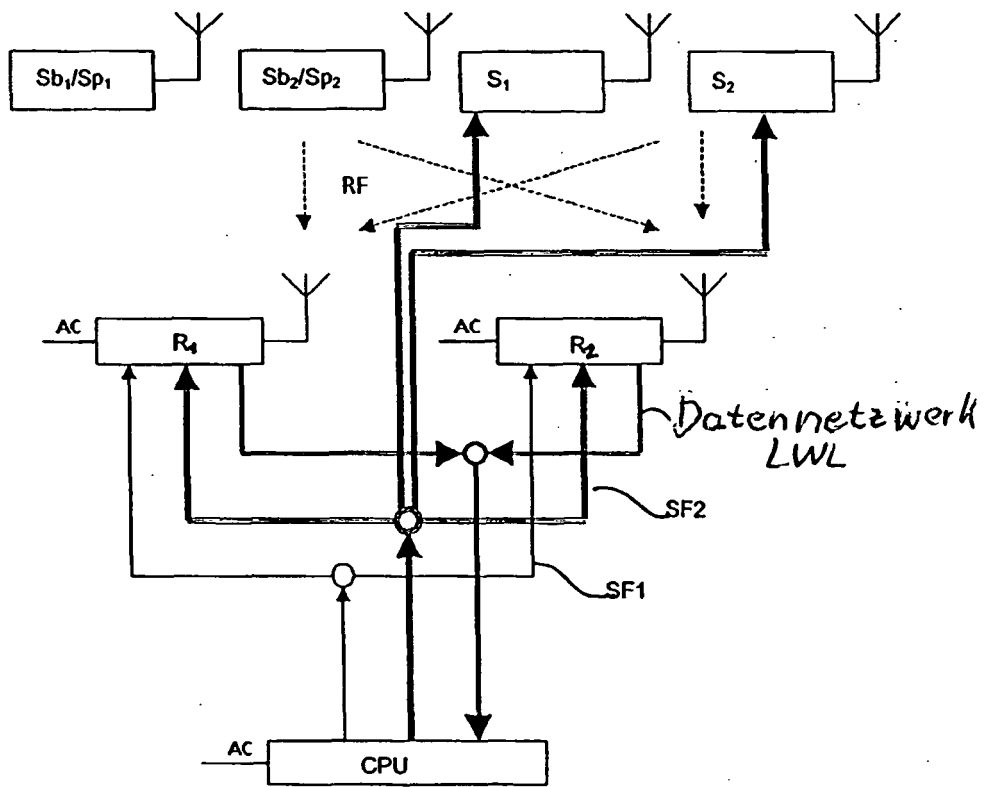 Sb₁/Sp₁
Sb₂/Sp₂
S₁
S₂
RF
AC
R₁
AC
R₂
Datennetzwerk
LWL
SF2
SF1
AC
CPU